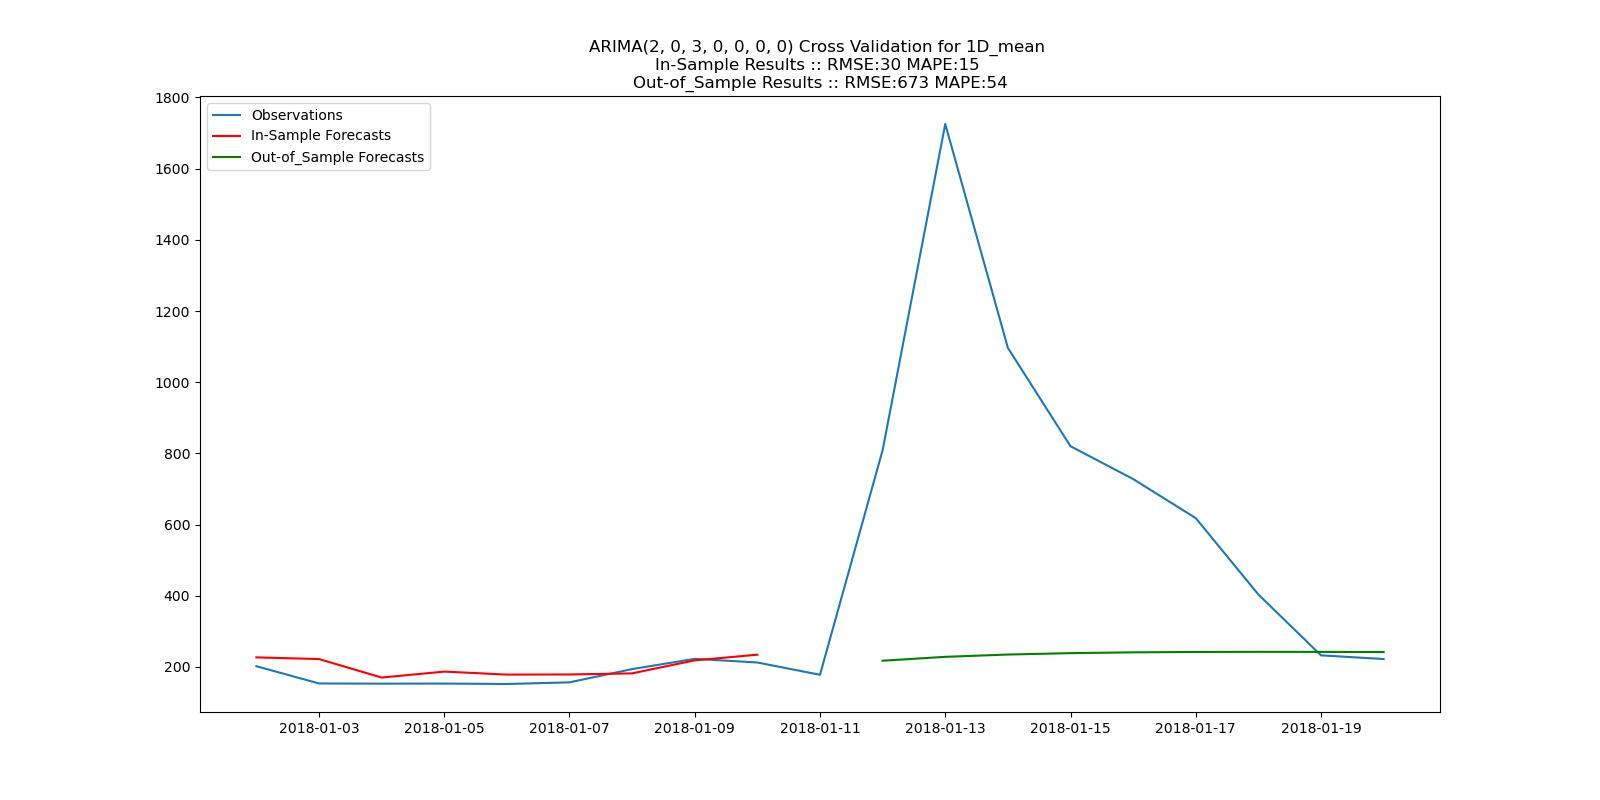 ARIMA(2, 0, 3, 0, 0, 0, 0) Cross Validation for 1D_mean
In-Sample Results :: RMSE:30 MAPE:15
Out-of_Sample Results :: RMSE:673 MAPE:54
Observations
In-Sample Forecasts
Out-of_Sample Forecasts
1800
1600
1400
1200
1000
800
600
400
200
2018-01-03 2018-01-05 2018-01-07 2018-01-09 2018-01-11 2018-01-13 2018-01-15 2018-01-17 2018-01-19